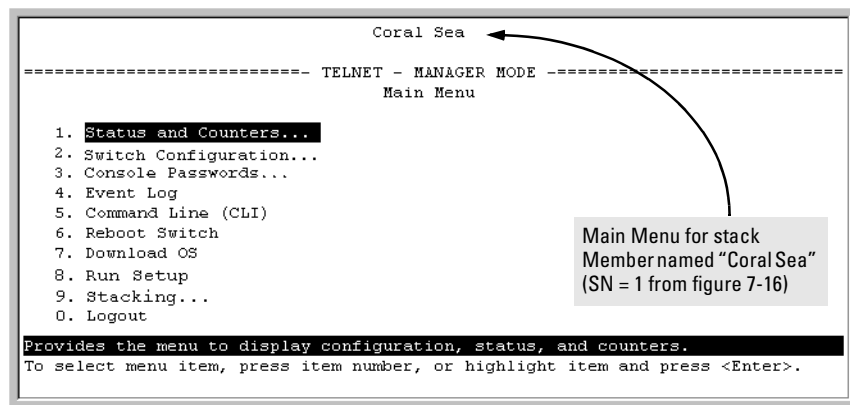 Coral Sea
==========================- TELNET - MANAGER MODE -============================
Main Menu
1. Status and Counters...
2. Switch Configuration...
3. Console Passwords...
4. Event Log
5. Command Line (CLI)
6. Reboot Switch
7. Download OS
8. Run Setup
9. Stacking...
0. Logout
Main Menu for stack
Member named “Coral Sea”
(SN = 1 from figure 7-16)
Provides the menu to display configuration, status, and counters.
To select menu item, press item number, or highlight item and press <Enter>.